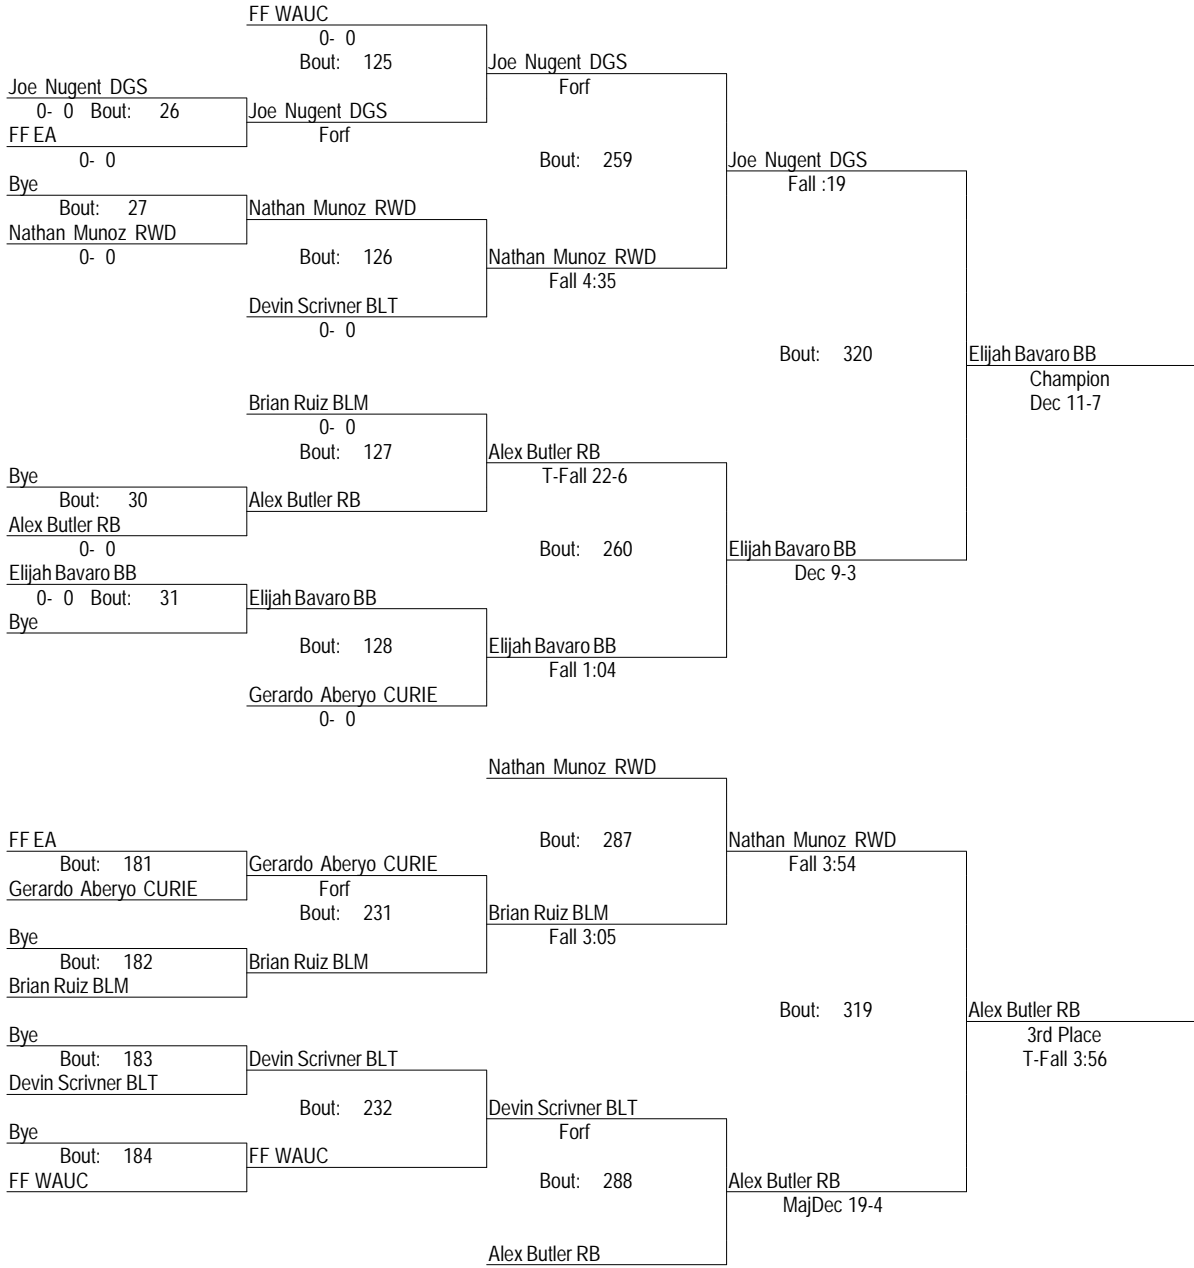 FF WAUC
0- 0
Bout: 125
Joe Nugent DGS
Forf
Joe Nugent DGS
0- 0 Bout: 26
Joe Nugent DGS
Forf
FF EA
0- 0
Bout: 259
Joe Nugent DGS
Fall :19
Bye
Bout: 27
Nathan Munoz RWD
Nathan Munoz RWD
0- 0
Bout: 126
Nathan Munoz RWD
Fall 4:35
Devin Scrivner BLT
0- 0
Bout: 320
Elijah Bavaro BB
Champion
Dec 11-7
Brian Ruiz BLM
0- 0
Bout: 127
Alex Butler RB
T-Fall 22-6
Bye
Bout: 30
Alex Butler RB
Alex Butler RB
0- 0
Bout: 260
Elijah Bavaro BB
Dec 9-3
Elijah Bavaro BB
0- 0 Bout: 31
Elijah Bavaro BB
Bye
Bout: 128
Elijah Bavaro BB
Fall 1:04
Gerardo Aberyo CURIE
0- 0
Nathan Munoz RWD
Bout: 287
Nathan Munoz RWD
Fall 3:54
FF EA
Bout: 181
Gerardo Aberyo CURIE
Gerardo Aberyo CURIE
Forf
Bout: 231
Brian Ruiz BLM
Fall 3:05
Bye
Bout: 182
Brian Ruiz BLM
Brian Ruiz BLM
Bout: 319
Alex Butler RB
3rd Place
T-Fall 3:56
Bye
Bout: 183
Devin Scrivner BLT
Devin Scrivner BLT
Bout: 232
Devin Scrivner BLT
Forf
Bye
Bout: 184
FF WAUC
FF WAUC
Bout: 288
Alex Butler RB
MajDec 19-4
Alex Butler RB